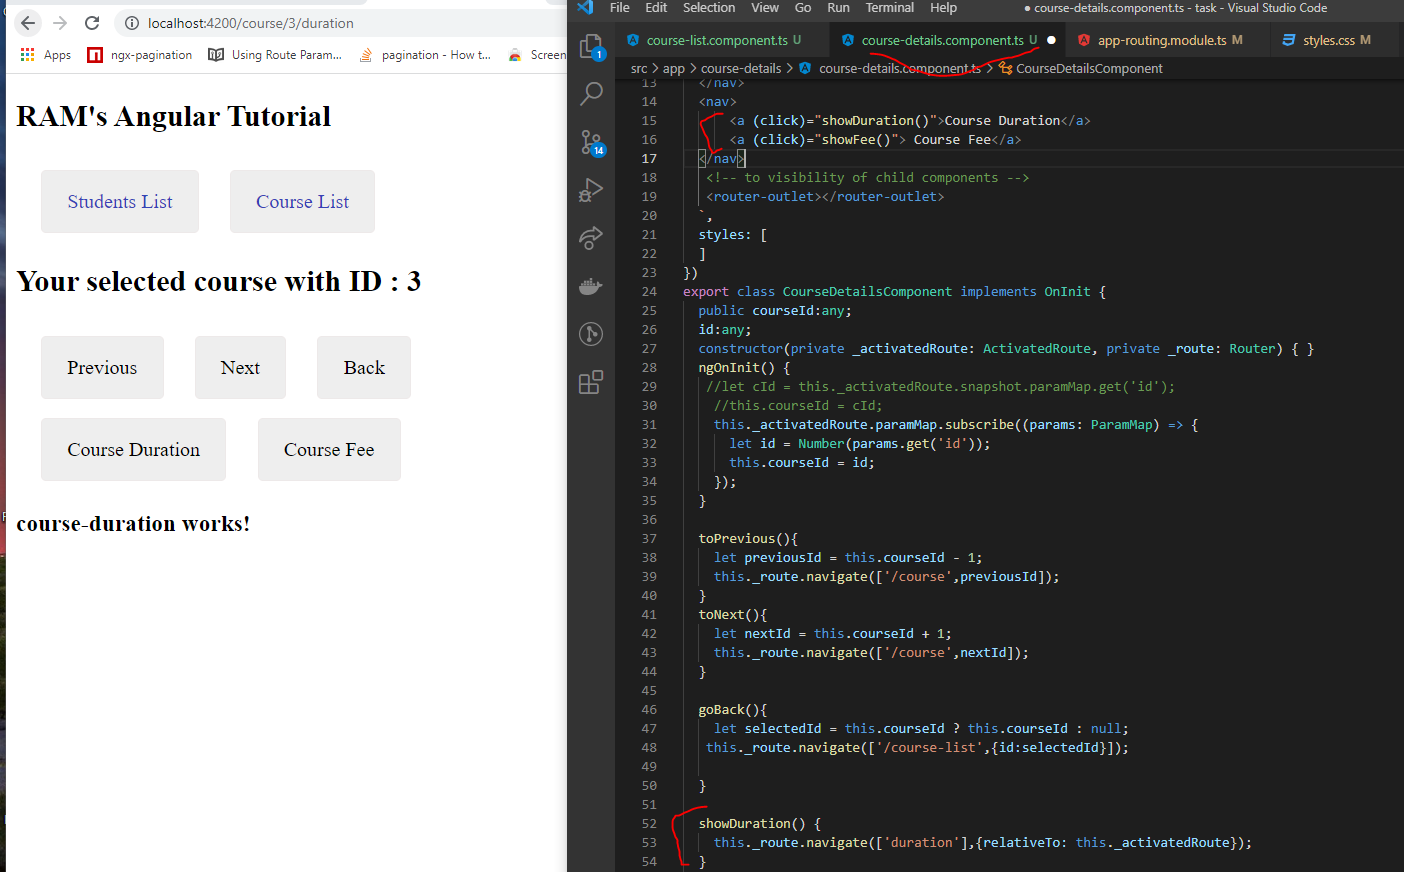 localhost:4200/course/3/duration
Apps ngx-pagination Using Route Param... pagination - How t... Screen
RAM's Angular Tutorial
Students List Course List
Your selected course with ID : 3
Previous Next Back
Course Duration Course Fee
course-duration works!
File Edit Selection View Go Run Terminal Help ● course-details.component.ts - task - Visual Studio Code
course-list.component.ts U course-details.component.ts U ● app-routing.module.ts M styles.css M
src > app > course-details > course-details.component.ts > CourseDetailsComponent
1
14
13 </nav>
14 <nav>
15 <a (click)="showDuration()">Course Duration</a>
16 <a (click)="showFee()"> Course Fee</a>
17 </nav>
18 <!-- to visibility of child components -->
19 <router-outlet></router-outlet>
20 `,
21 styles: [
22 ]
23 })
24 export class CourseDetailsComponent implements OnInit {
25 public courseId:any;
26 id:any;
27 constructor(private _activatedRoute: ActivatedRoute, private _route: Router) { }
28 ngOnInit() {
29 //let cId = this._activatedRoute.snapshot.paramMap.get('id');
30 //this.courseId = cId;
31 this._activatedRoute.paramMap.subscribe((params: ParamMap) => {
32 let id = Number(params.get('id'));
33 this.courseId = id;
34 });
35 }
36
37 toPrevious(){
38 let previousId = this.courseId - 1;
39 this._route.navigate(['/course',previousId]);
40 }
41 toNext(){
42 let nextId = this.courseId + 1;
43 this._route.navigate(['/course',nextId]);
44 }
45
46 goBack(){
47 let selectedId = this.courseId ? this.courseId : null;
48 this._route.navigate(['/course-list',{id:selectedId}]);
49
50 }
51
52 showDuration() {
53 this._route.navigate(['duration'],{relativeTo: this._activatedRoute});
54 }